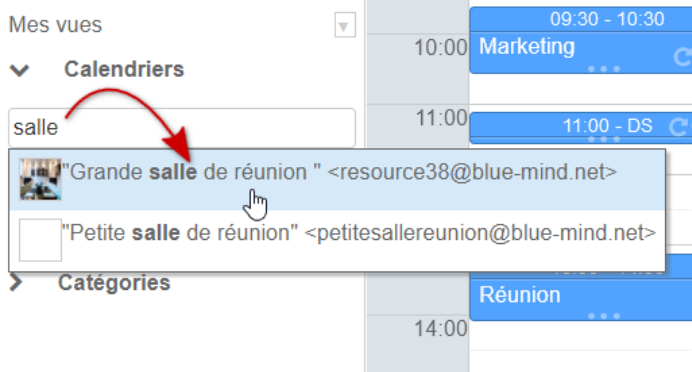 Mes vues
Calendriers
salle
"Grande salle de réunion " <resource38@blue-mind.net>
"Petite salle de réunion" <petitesallereunion@blue-mind.net>
Catégories
09:30 - 10:30
10:00 Marketing
11:00
11:00 - DS
Réunion
14:00